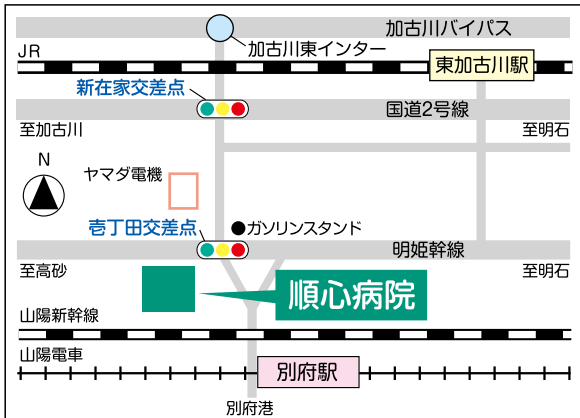 加古川バイパス
加古川東インター
JR
東加古川駅
新在家交差点
国道2号線
至加古川
至明石
N
ヤマダ電機
壱丁田交差点
●ガソリンスタンド
明姫幹線
至高砂
至明石
順心病院
山陽新幹線
山陽電車
別府駅
別府港